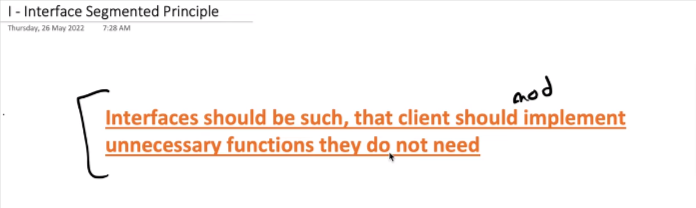 I - Interface Segmented Principle
Thursday, 26 May 2022 7:28 AM
mod
Interfaces should be such, that client should implement
unnecessary functions they do not need